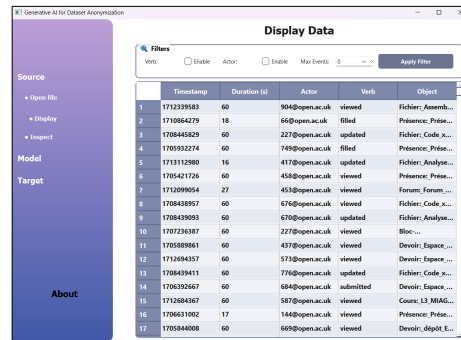 Generative AI for Dataset Anonymization
Display Data
Filters
Verb: Enable Actor: Enable Max Events: 0 Apply Filter
Source
• Open file
• Display
• Inspect
Model
Target
About
Timestamp Duration (s) Actor Verb Object
1 1712339583 60 904@open.ac.uk viewed Fichier:_Assemb...
2 1710864279 18 66@open.ac.uk filled Présence:_Prése...
3 1708445829 60 227@open.ac.uk updated Fichier:_Code_x...
4 1705932274 60 749@open.ac.uk filled Présence:_Prése...
5 1713112980 16 417@open.ac.uk updated Fichier:_Analyse...
6 1705421726 60 458@open.ac.uk viewed Présence:_Prése...
7 1712099054 27 453@open.ac.uk viewed Forum:_Forum_...
8 1708438957 60 676@open.ac.uk viewed Fichier:_Code_x...
9 1708439093 60 670@open.ac.uk updated Fichier:_Analyse...
10 1707236387 60 227@open.ac.uk viewed Bloc-...
11 1705889861 60 437@open.ac.uk viewed Devoir:_Espace_...
12 1712694357 60 573@open.ac.uk viewed Devoir:_Espace_...
13 1708439411 60 776@open.ac.uk updated Fichier:_Code_x...
14 1706392667 60 684@open.ac.uk submitted Devoir:_Espace_...
15 1712684367 60 587@open.ac.uk viewed Cours:_L3_MIAG...
16 1706631002 17 144@open.ac.uk viewed Présence:_Prése...
17 1705844008 60 669@open.ac.uk viewed Devoir:_dépôt_E...